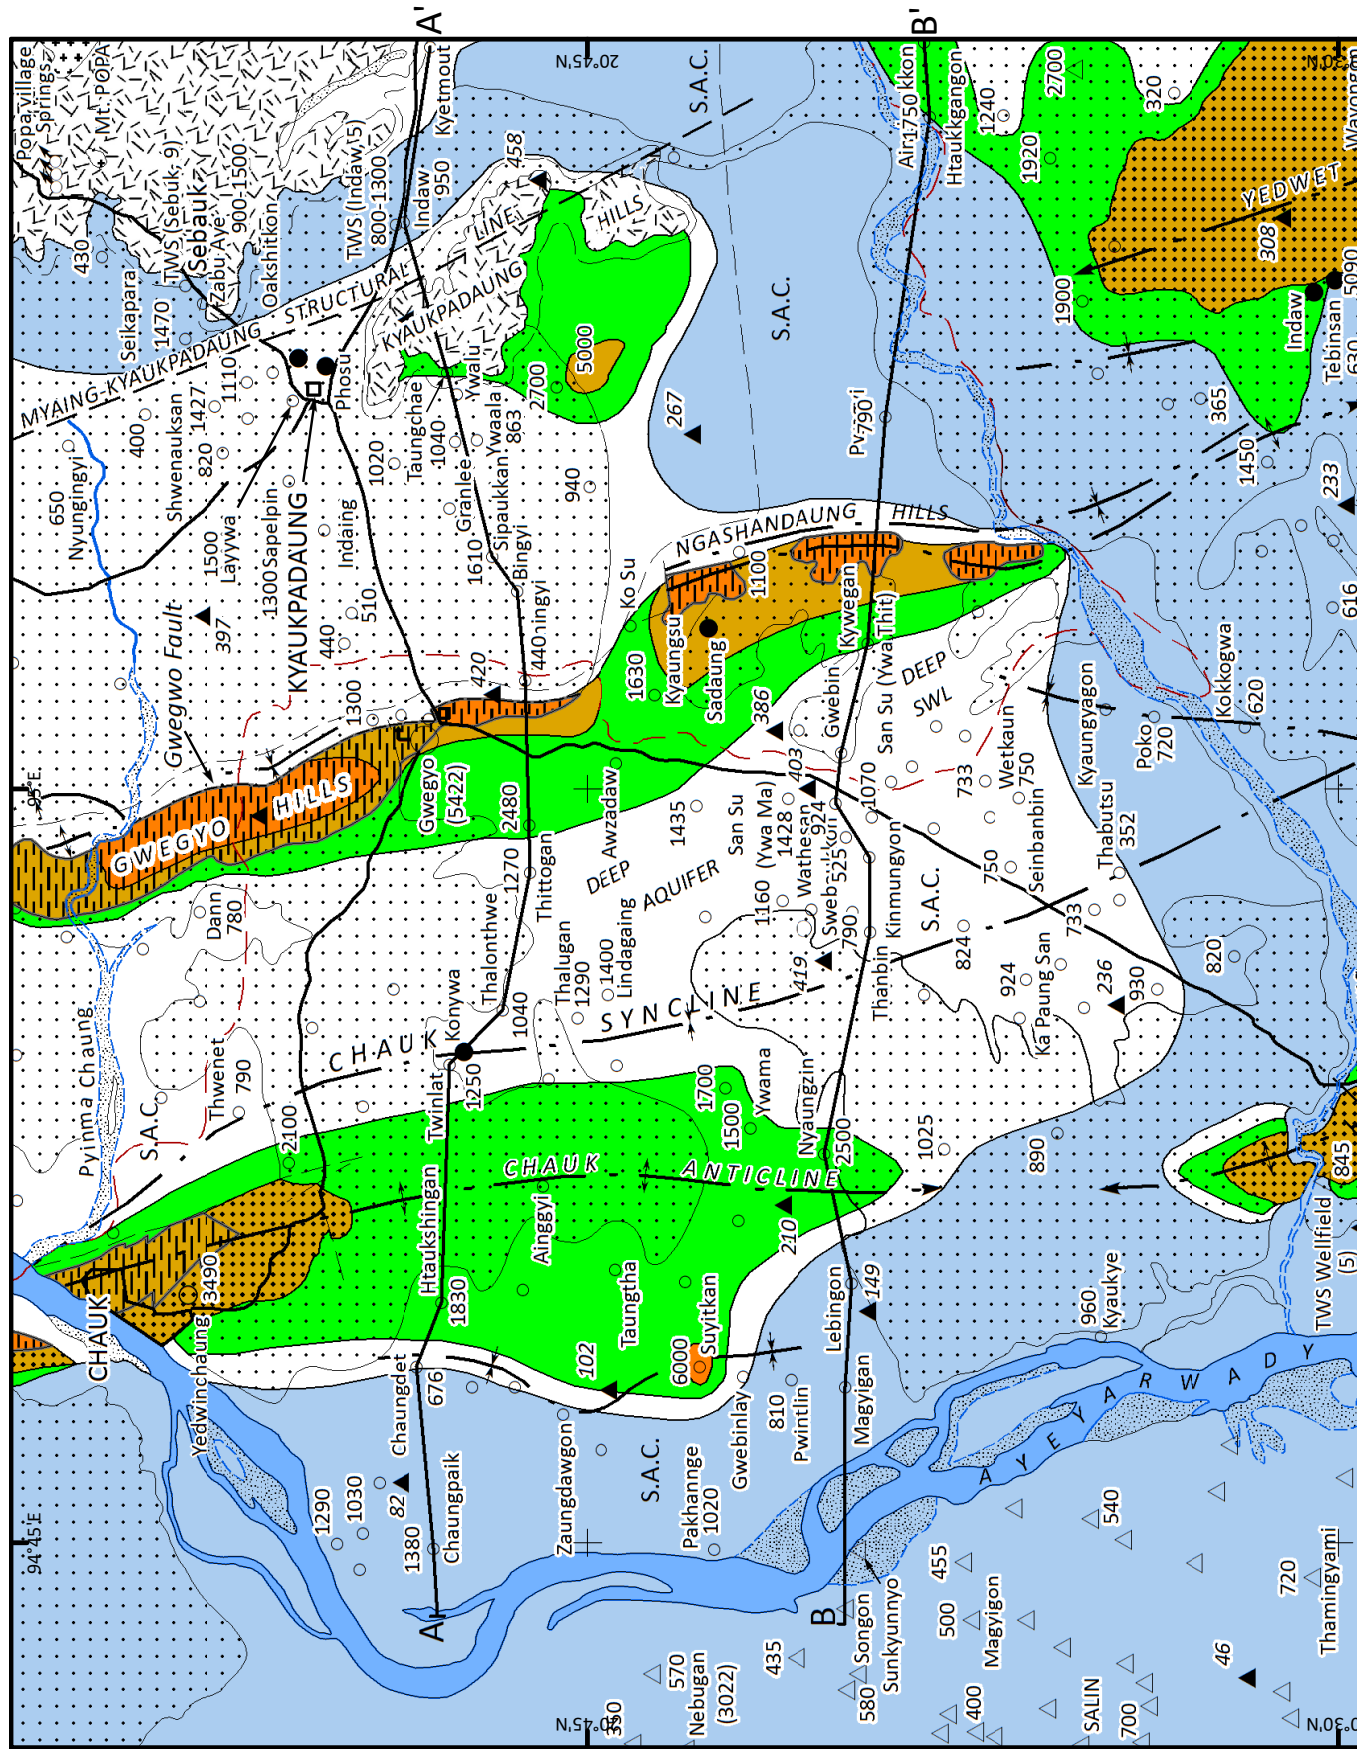 94°45'E
95°E
CHAUK
Pyinma Chaung
Popa village
Springs
Mt. POPA
430
Seikapara
1470
TWS (Sebuk, 9)
Sebauk
Zabu Aye
900-1500
Oakshitkon
TWS (Indaw,5)
800-1300
Indaw
950
Kyetmout
A'
458
MYAING-KYAUKPADAUNG STRUCTURAL LINE
KYAUKPADAUNG HILLS
650
Nyungingyi
400
Shwenauksan
1427
820
1110
1500
Layywa
1300
Sapelpin
KYAUKPADAUNG
Phosu
Indaing
510
440
1020
Taungchae
1040
Ywalu
Granlee
1610
Sipaukkan
Ywaala
863
2700
5000
Bingyi
940
Gwegwo Fault
397
1300
420
GWEGYO HILLS
Gwegyo
(5422)
2480
Dann
780
Thwenet
790
S.A.C.
2100
CHAUK SYNCLINE
Konywa
Thalonthwe
1270
Thittogan
1040
Twinlat
1250
Htaukshingan
1830
Yedwinchaung
3490
Chaungdet
676
82
1290
1030
1380
Chaungpaik
A
Zaungdawgon
102
Taungtha
Ainggyi
CHAUK ANTICLINE
Thalugan
1290
1400
Lindagaing
DEEP
AQUIFER
Awzadaw
1630
Ko Su
Kyaungsu
Sadaung
1100
NGASHANDAUNG HILLS
267
S.A.C.
S.A.C.
20°45'N
20°45'N
S.A.C.
Pakhannge
1020
Gwebinlay
6000
Suyitkan
810
Pwintlin
210
1700
1500
Ywama
Nyaungzin
2500
Lebingon
149
Magyigan
B
1435
San Su
(Ywa Ma)
1428
1160
Wathesan
403
924
525
790
419
Thanbin
Kinmungyon
386
Gwebin
Kywegan
San Su (Ywa Thit)
1070
DEEP
SWL
733
Wetkaun
750
750
Seinbanbin
S.A.C.
824
924
Ka Paung San
733
236
930
Thabutsu
352
Kyaungyagon
Poko
720
Kokkogwa
620
820
1025
890
960
Kyaukye
TWS Wellfield
(5)
845
AYEYARWADY
330
570
Nebugan
(3022)
435
580
Songon
Sunkyunnyo
455
500
Magyigon
400
SALIN
700
540
46
720
Thamingyami
790
1750
Htaukkgangon
B'
1240
2700
1920
320
1900
YEDWET
308
Indaw
Tebinsan
5090
630
365
1450
233
616